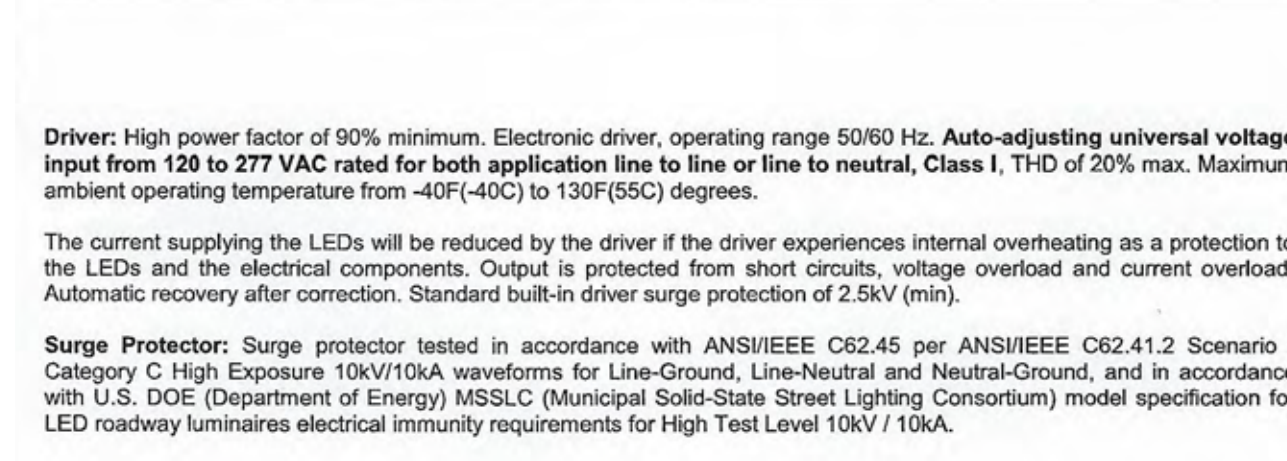 Driver: High power factor of 90% minimum. Electronic driver, operating range 50/60 Hz. Auto-adjusting universal voltage
input from 120 to 277 VAC rated for both application line to line or line to neutral, Class I, THD of 20% max. Maximum
ambient operating temperature from -40F(-40C) to 130F(55C) degrees.
The current supplying the LEDs will be reduced by the driver if the driver experiences internal overheating as a protection to
the LEDs and the electrical components. Output is protected from short circuits, voltage overload and current overload.
Automatic recovery after correction. Standard built-in driver surge protection of 2.5kV (min).
Surge Protector: Surge protector tested in accordance with ANSI/IEEE C62.45 per ANSI/IEEE C62.41.2 Scenario
Category C High Exposure 10kV/10kA waveforms for Line-Ground, Line-Neutral and Neutral-Ground, and in accordance
with U.S. DOE (Department of Energy) MSSLC (Municipal Solid-State Street Lighting Consortium) model specification for
LED roadway luminaires electrical immunity requirements for High Test Level 10kV / 10kA.